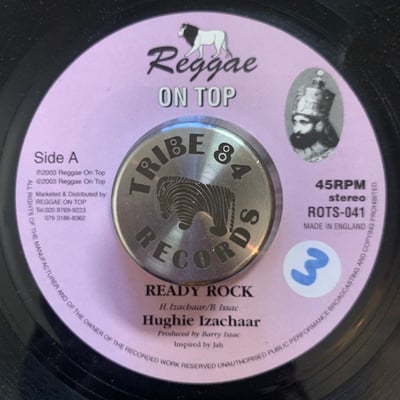 Reggae
ON TOP
Side A
℗2003 Reggae On Top
©2003 Reggae On Top
Marketed & Distributed by:
REGGAE ON TOP
Tel:020 8769-9223
079 3186-8362
45RPM
stereo
ROTS-041
MADE IN ENGLAND
TRIBE 84
RECORDS
3
READY ROCK
H. Izachaar/B. Issac
Hughie Izachaar
Produced by Barry Isaac
Inspired by Jah
ALL RIGHTS OF THE MANUFACTURER AND OF THE OWNER OF THE RECORDED WORK RESERVED UNAUTHORISED PUBLIC PERFORMANCE BROADCASTING AND COPYING PROHIBITED.